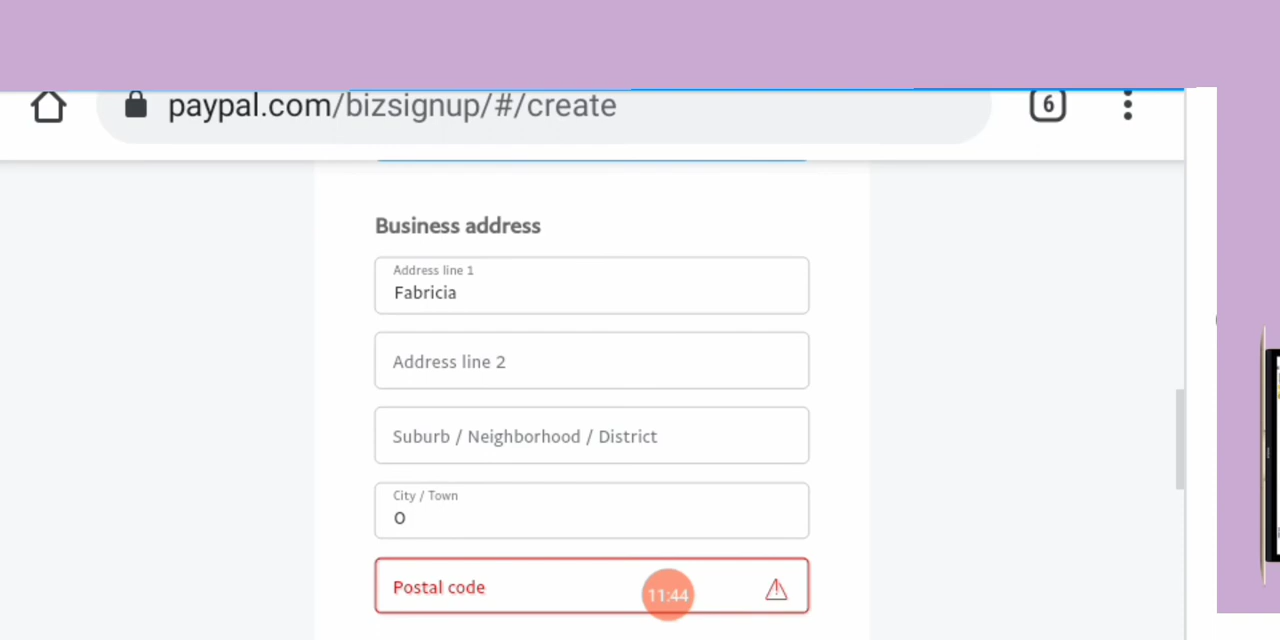 paypal.com/bizsignup/#/create
6
Business address
Address line 1
Fabricia
Address line 2
Suburb / Neighborhood / District
City / Town
O
Postal code
11:44